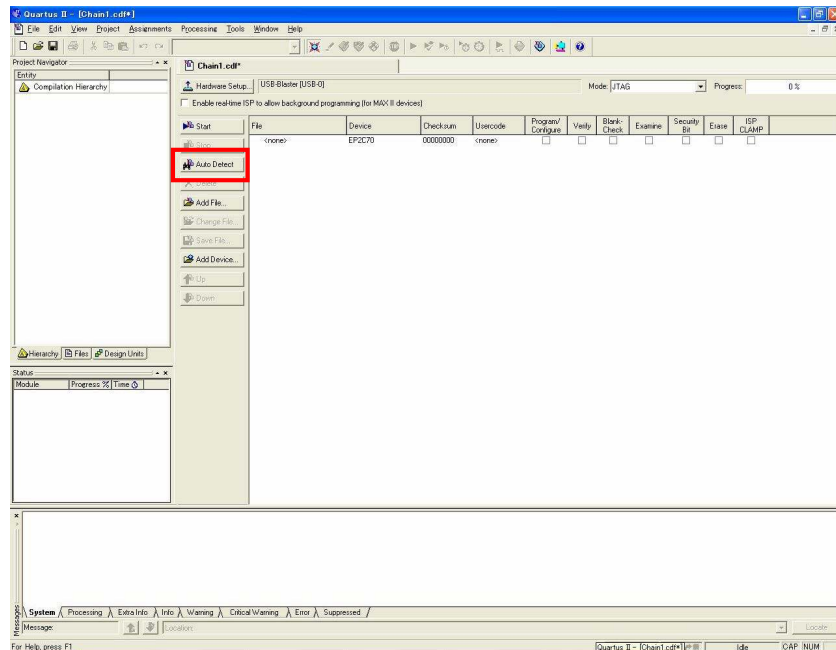 Quartus II - [Chain1.cdf*]
File Edit View Project Assignments Processing Tools Window Help
Project Navigator
Entity
Compilation Hierarchy
Hierarchy Files Design Units
Status
Module Progress % Time
Chain1.cdf*
Hardware Setup... USB-Blaster [USB-0] Mode: JTAG Progress: 0 %
Enable real-time ISP to allow background programming (for MAX II devices)
Start
Stop
Auto Detect
Delete
Add File...
Change File...
Save File...
Add Device...
Up
Down
File Device Checksum Usercode Program/Configure Verify Blank-Check Examine Security Bit Erase ISP CLAMP
<none> EP2C70 00000000 <none>
Messages
System Processing Extra Info Info Warning Critical Warning Error Suppressed
Message: Location: Locate
For Help, press F1 Quartus II - [Chain1.cdf*] Idle CAP NUM